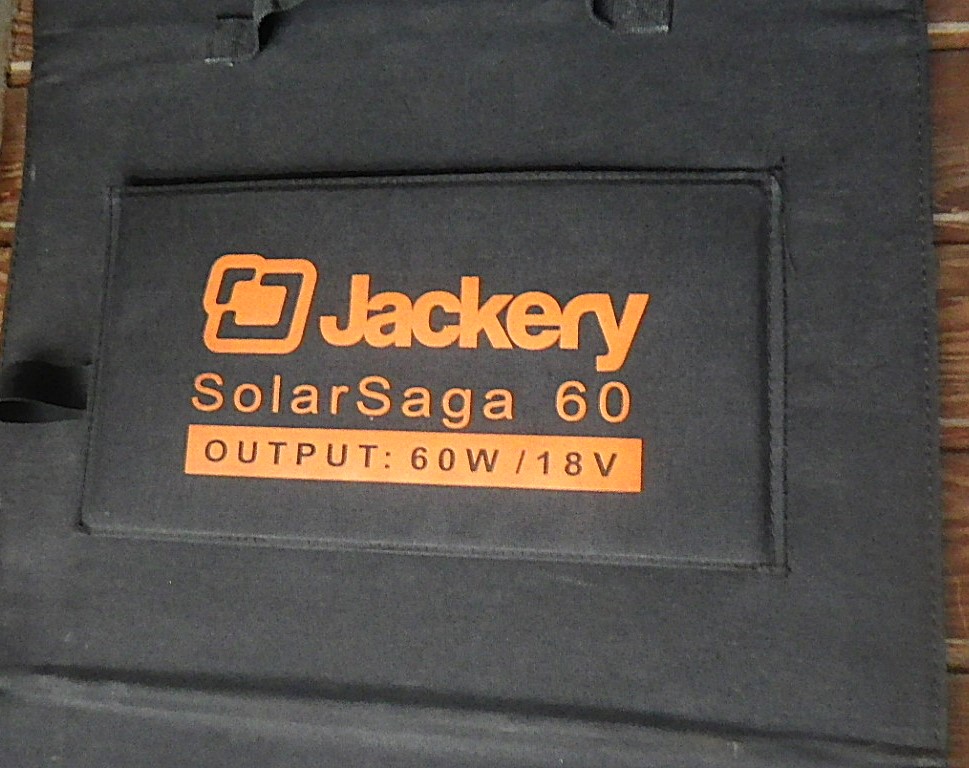 Jackery
SolarSaga 60
OUTPUT: 60W/18V